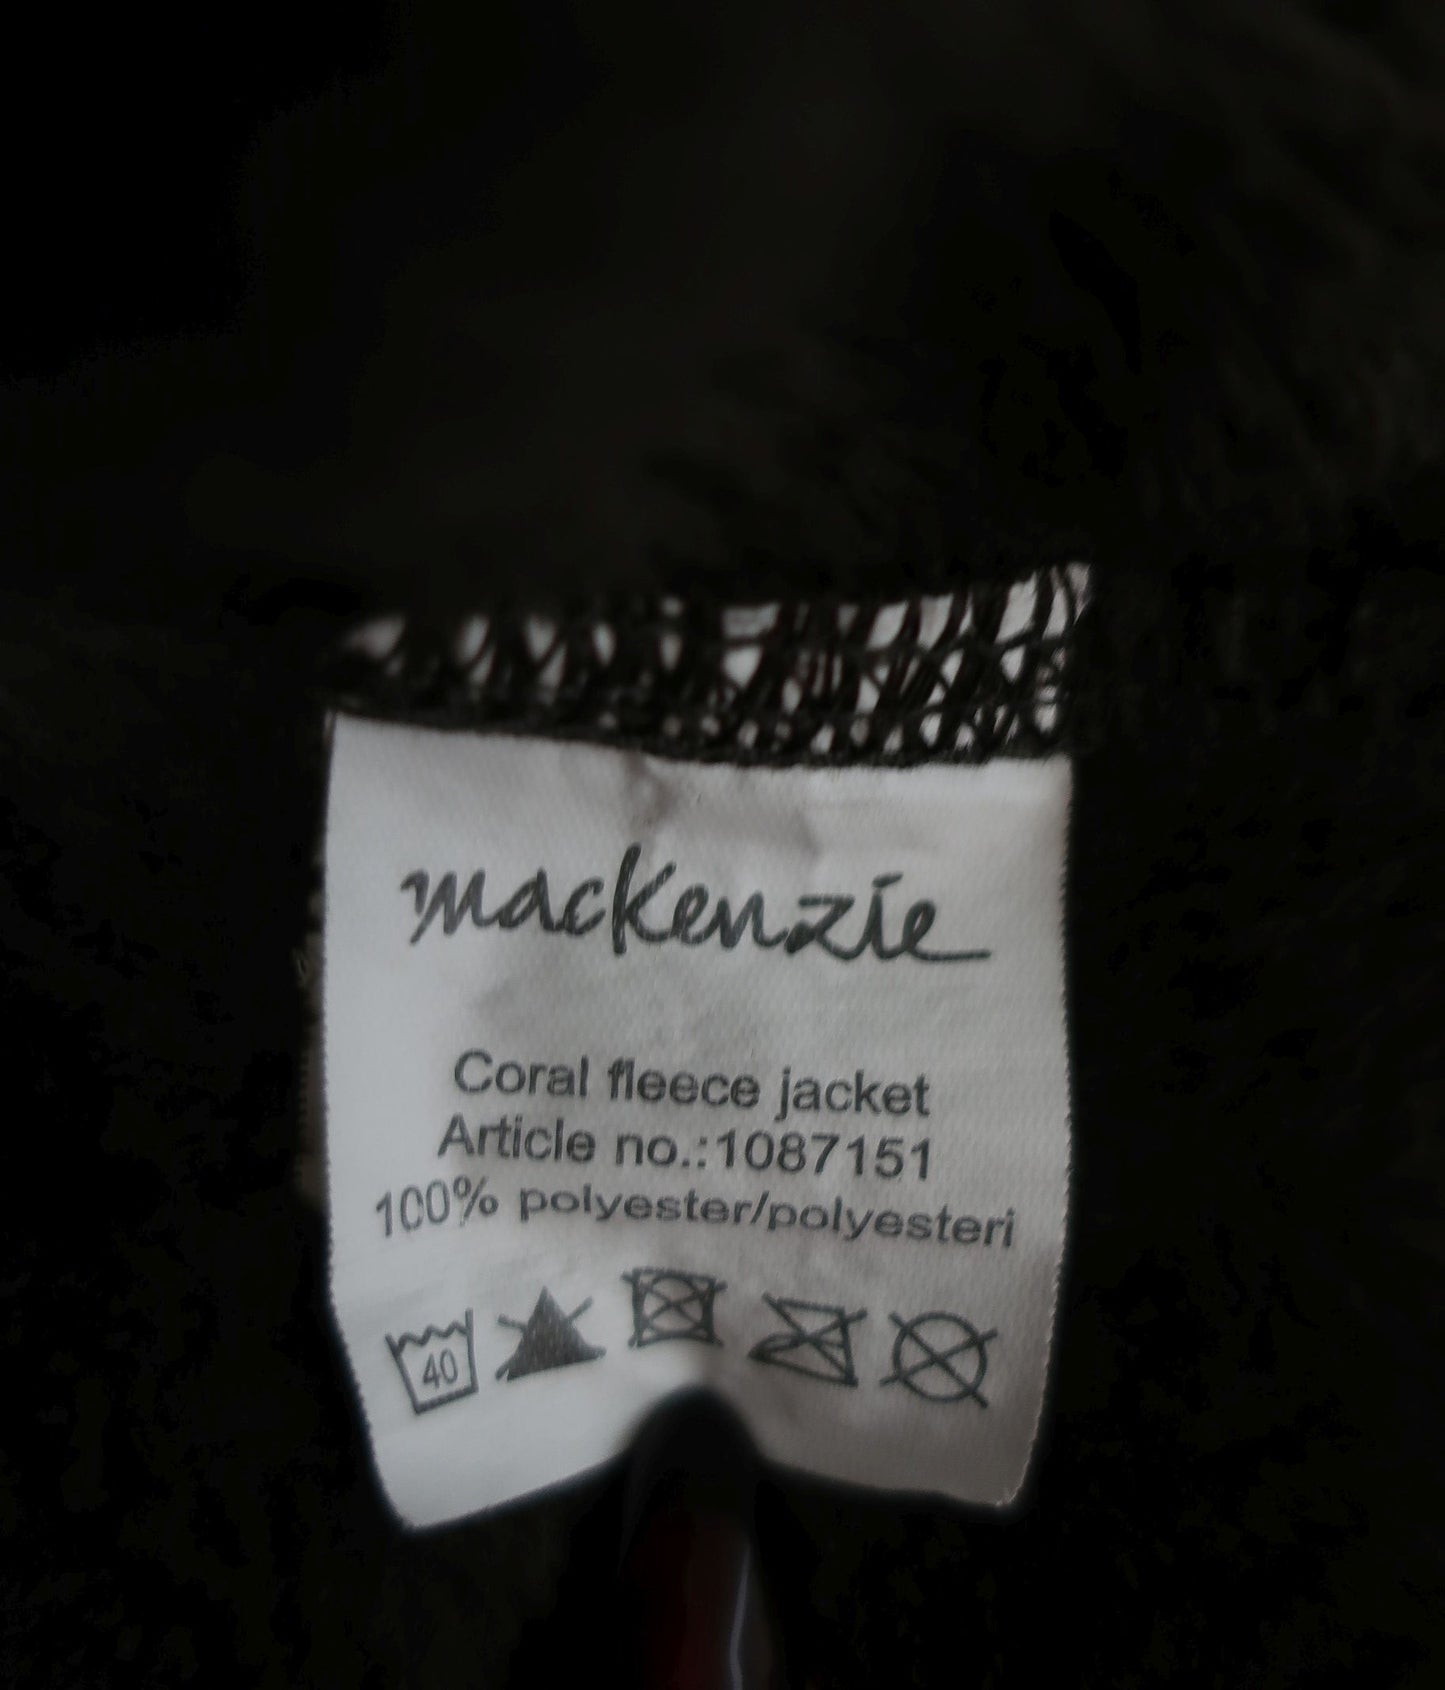 mackenzie
Coral fleece jacket
Article no.:1087151
100% polyester/polyesteri
40